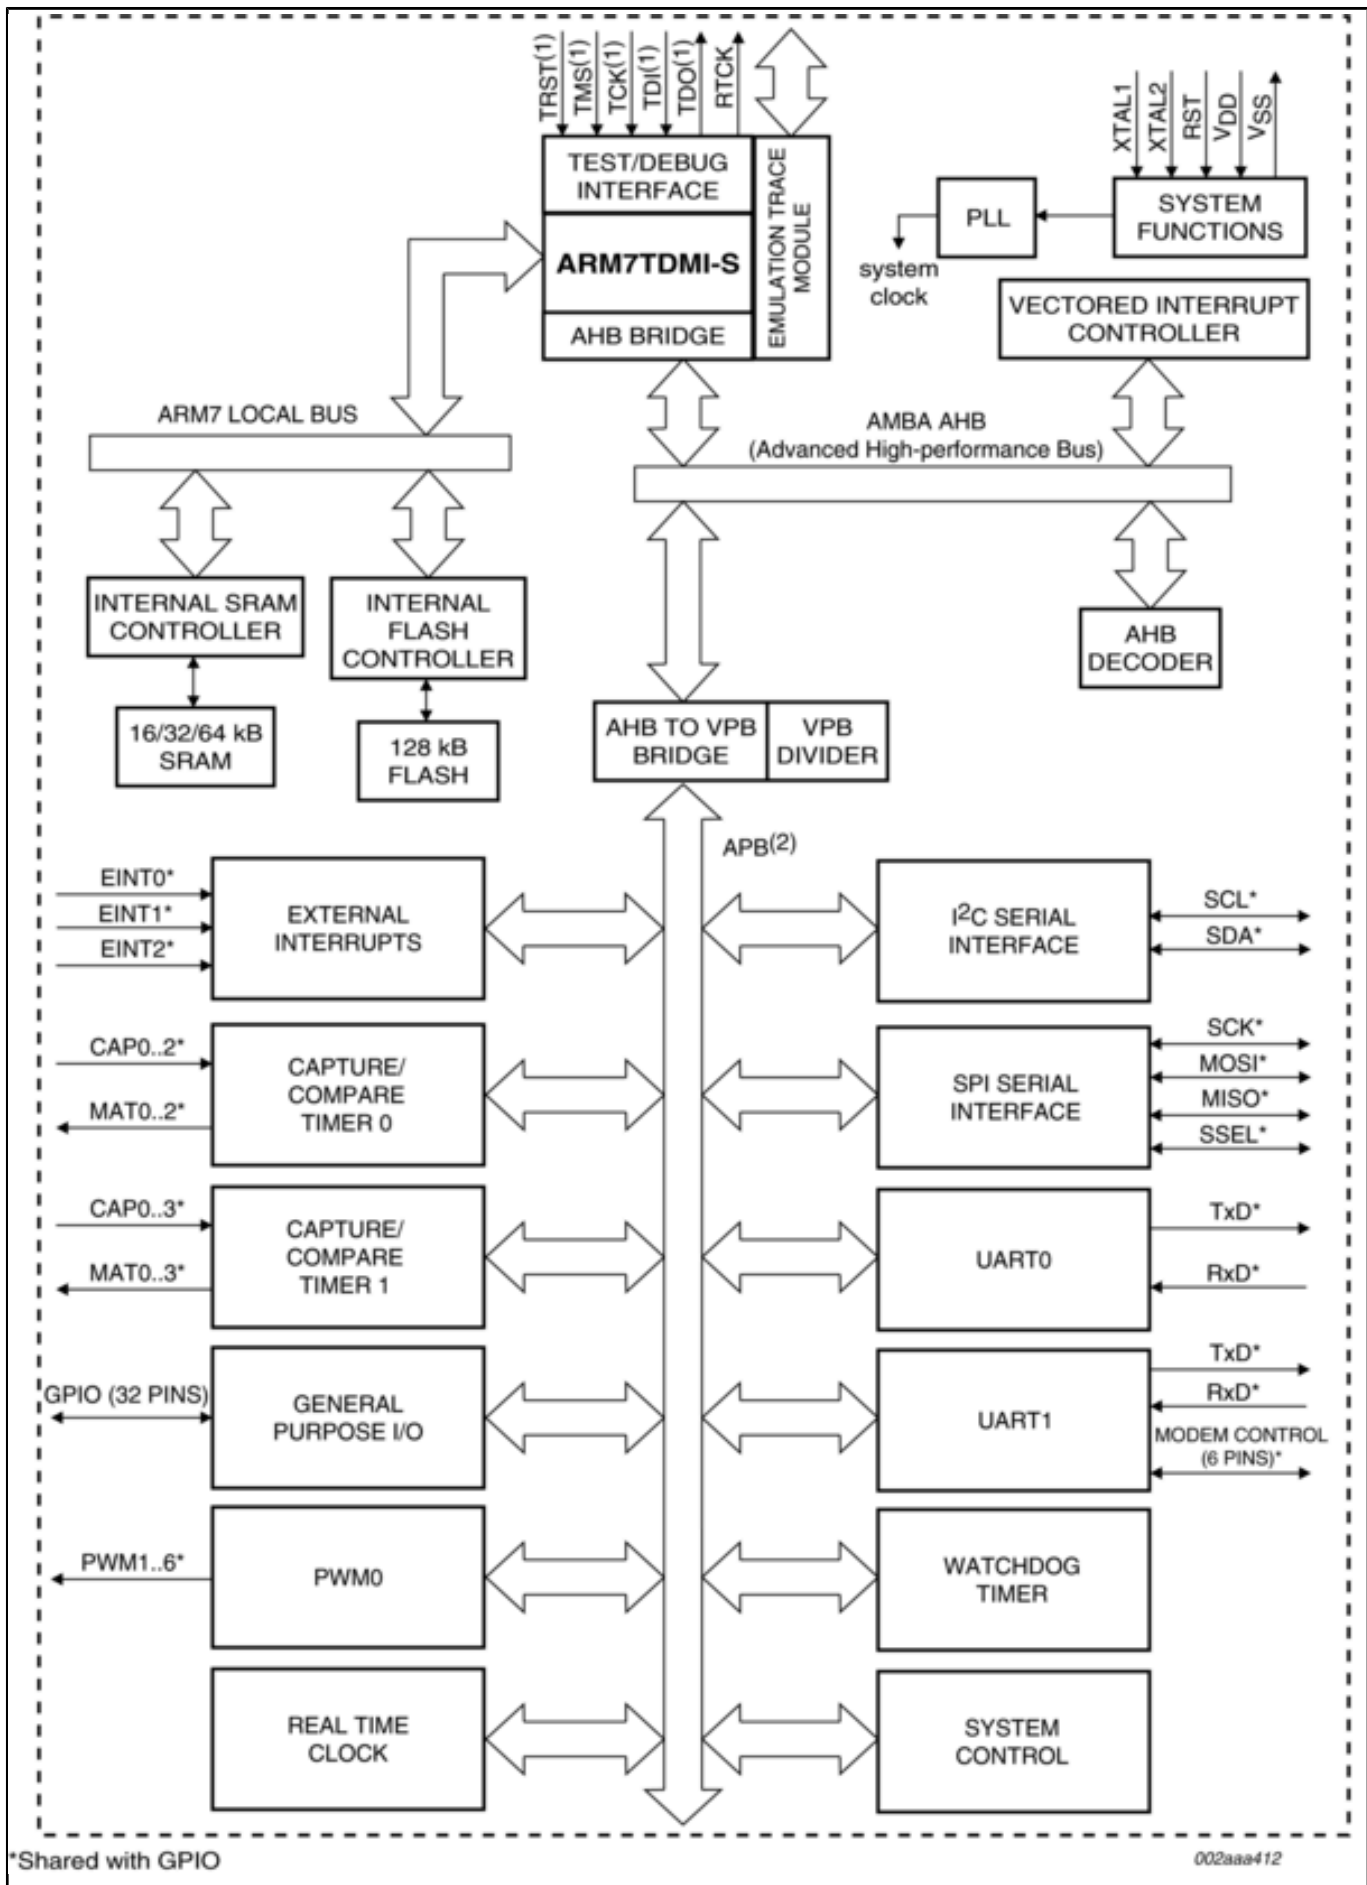 TRST(1)
TMS(1)
TCK(1)
TDI(1)
TDO(1)
RTCK
XTAL1
XTAL2
RST
VDD
VSS
TEST/DEBUG
INTERFACE
EMULATION TRACE
MODULE
ARM7TDMI-S
AHB BRIDGE
PLL
SYSTEM
FUNCTIONS
system
clock
VECTORED INTERRUPT
CONTROLLER
ARM7 LOCAL BUS
AMBA AHB
(Advanced High-performance Bus)
INTERNAL SRAM
CONTROLLER
INTERNAL
FLASH
CONTROLLER
AHB
DECODER
16/32/64 kB
SRAM
128 kB
FLASH
AHB TO VPB
BRIDGE
VPB
DIVIDER
APB(2)
EINT0*
EINT1*
EINT2*
EXTERNAL
INTERRUPTS
I2C SERIAL
INTERFACE
SCL*
SDA*
CAP0..2*
MAT0..2*
CAPTURE/
COMPARE
TIMER 0
SPI SERIAL
INTERFACE
SCK*
MOSI*
MISO*
SSEL*
CAP0..3*
MAT0..3*
CAPTURE/
COMPARE
TIMER 1
UART0
TxD*
RxD*
GPIO (32 PINS)
GENERAL
PURPOSE I/O
UART1
TxD*
RxD*
MODEM CONTROL
(6 PINS)*
PWM1..6*
PWM0
WATCHDOG
TIMER
REAL TIME
CLOCK
SYSTEM
CONTROL
*Shared with GPIO
002aaa412